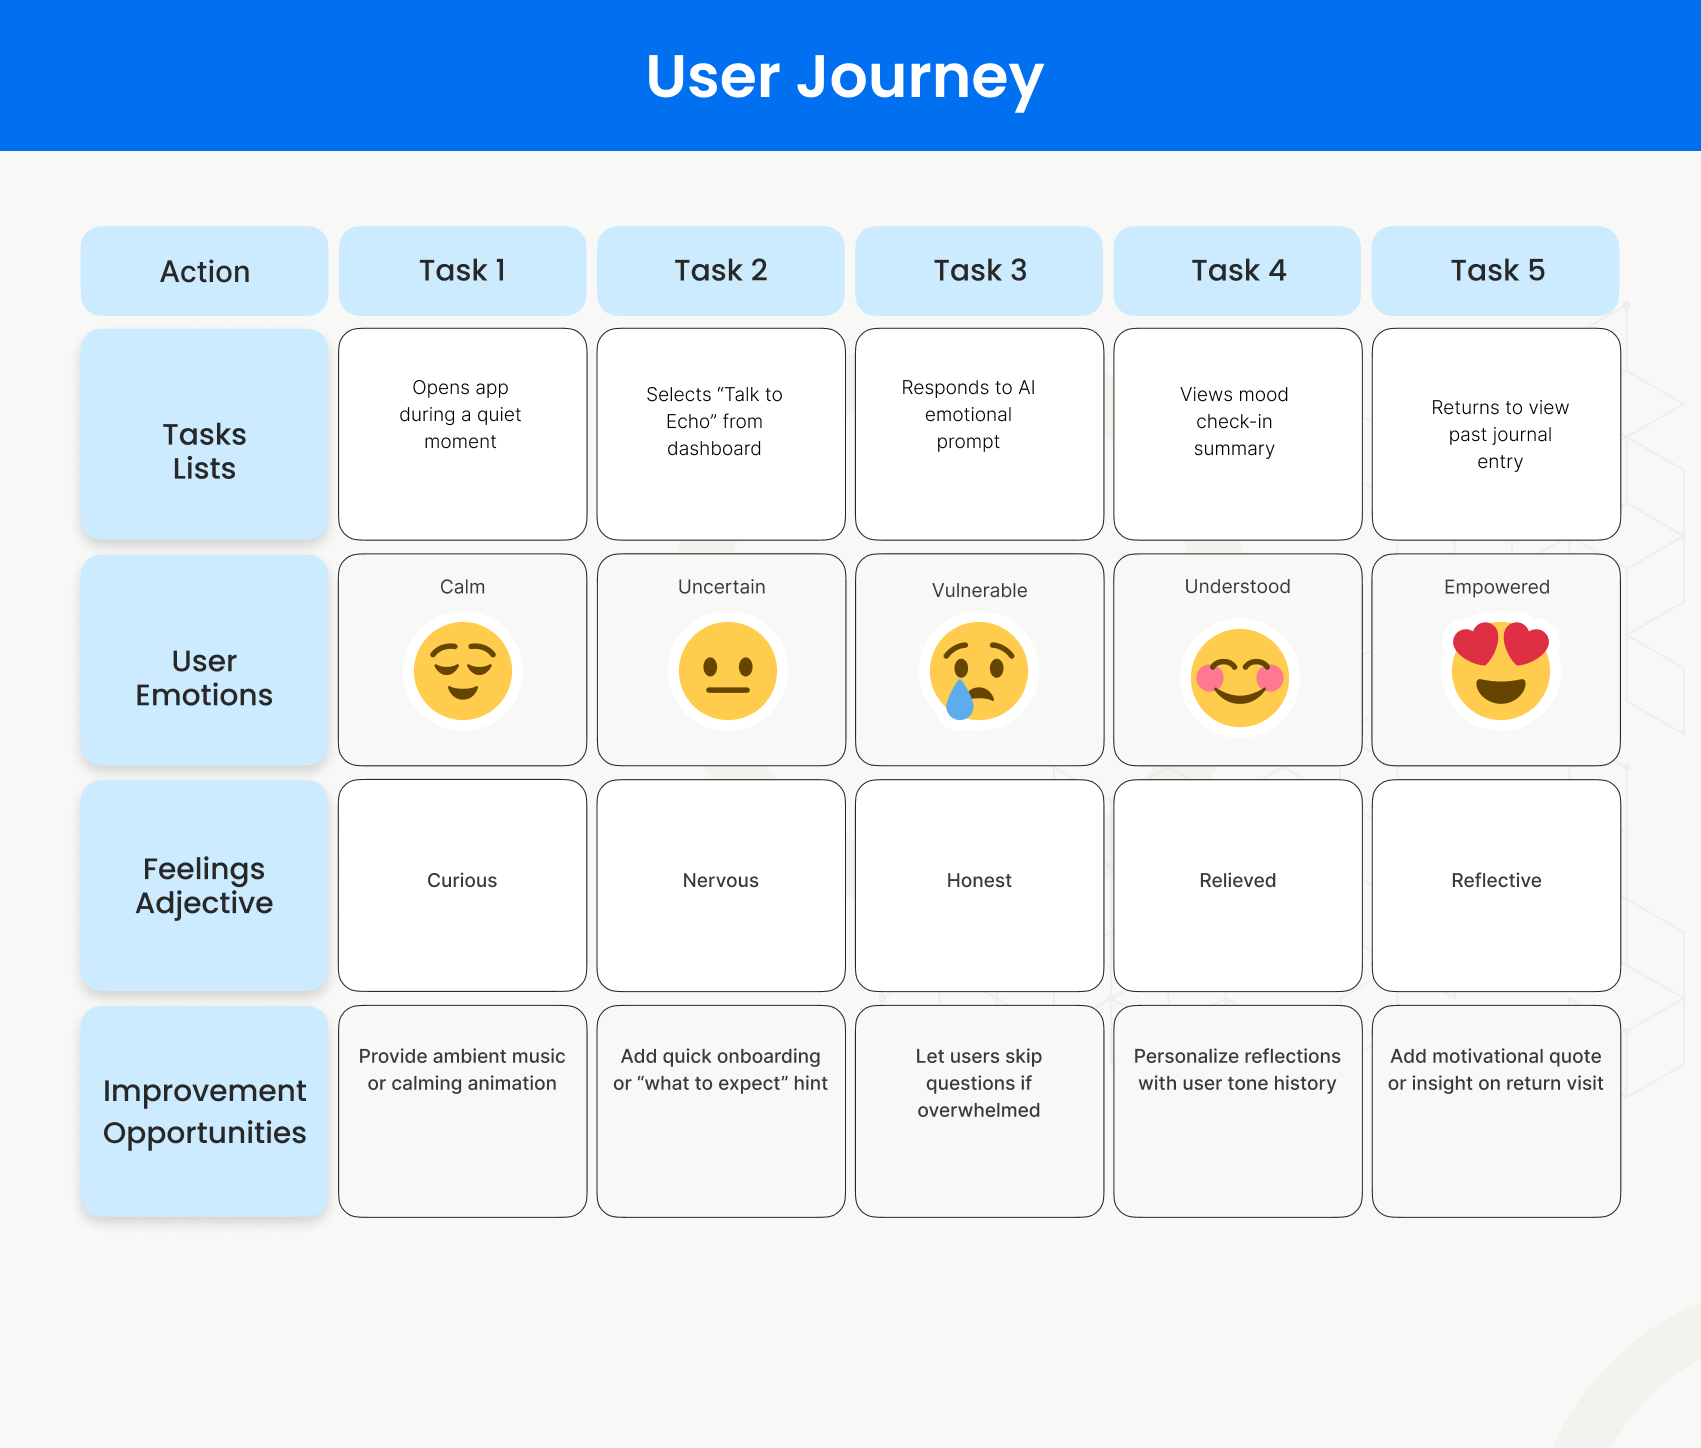 User Journey
Action
Task 1
Task 2
Task 3
Task 4
Task 5
Tasks
Lists
Opens app
during a quiet
moment
Selects “Talk to
Echo” from
dashboard
Responds to AI
emotional
prompt
Views mood
check-in
summary
Returns to view
past journal
entry
User
Emotions
Calm
Uncertain
Vulnerable
Understood
Empowered
Feelings
Adjective
Curious
Nervous
Honest
Relieved
Reflective
Improvement
Opportunities
Provide ambient music
or calming animation
Add quick onboarding
or “what to expect” hint
Let users skip
questions if
overwhelmed
Personalize reflections
with user tone history
Add motivational quote
or insight on return visit